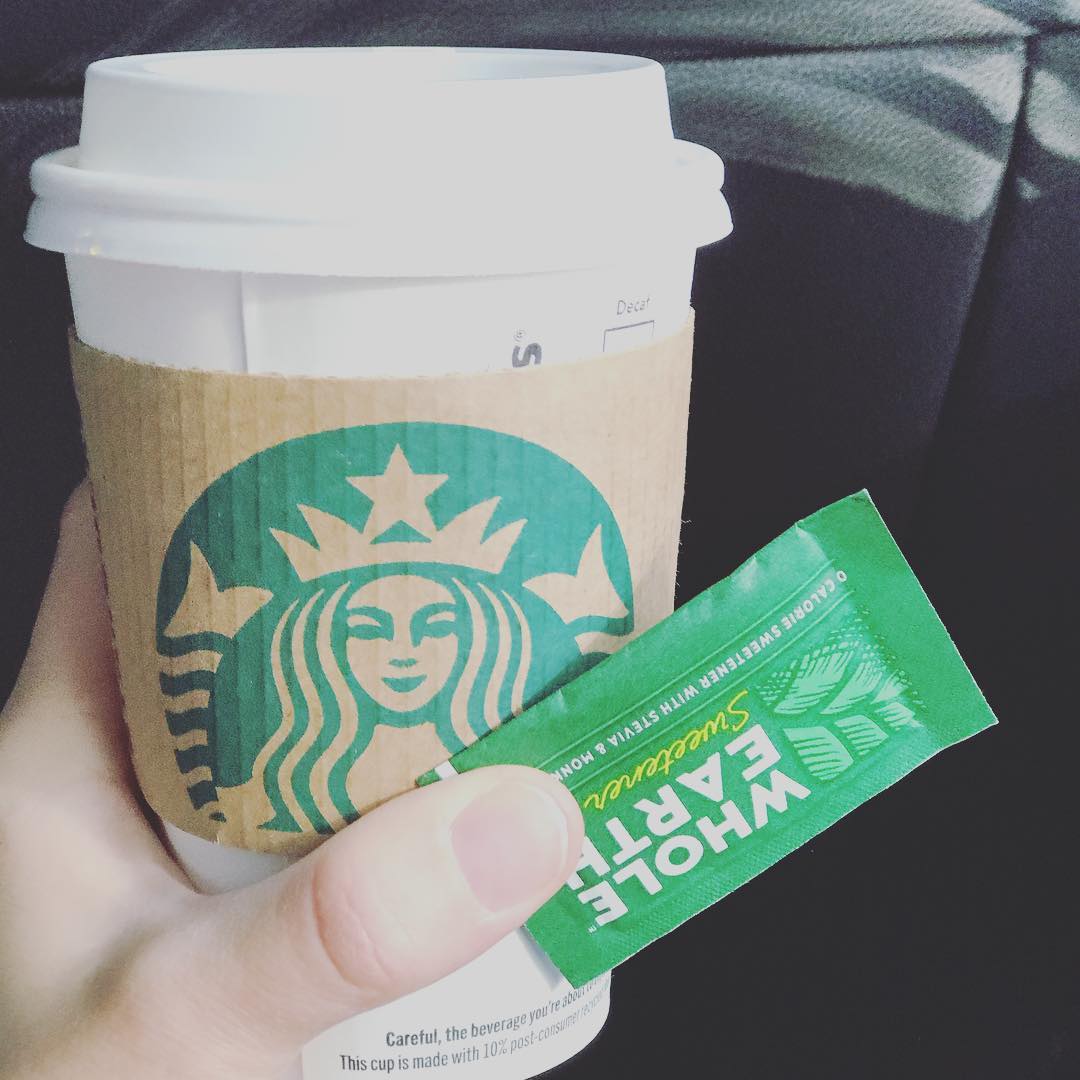 Decaf
S®
0 CALORIE SWEETENER WITH STEVIA &
Sweetener
WHOLE
EARTH
Careful, the beverage you're about
This cup is made with 10% post-consumer